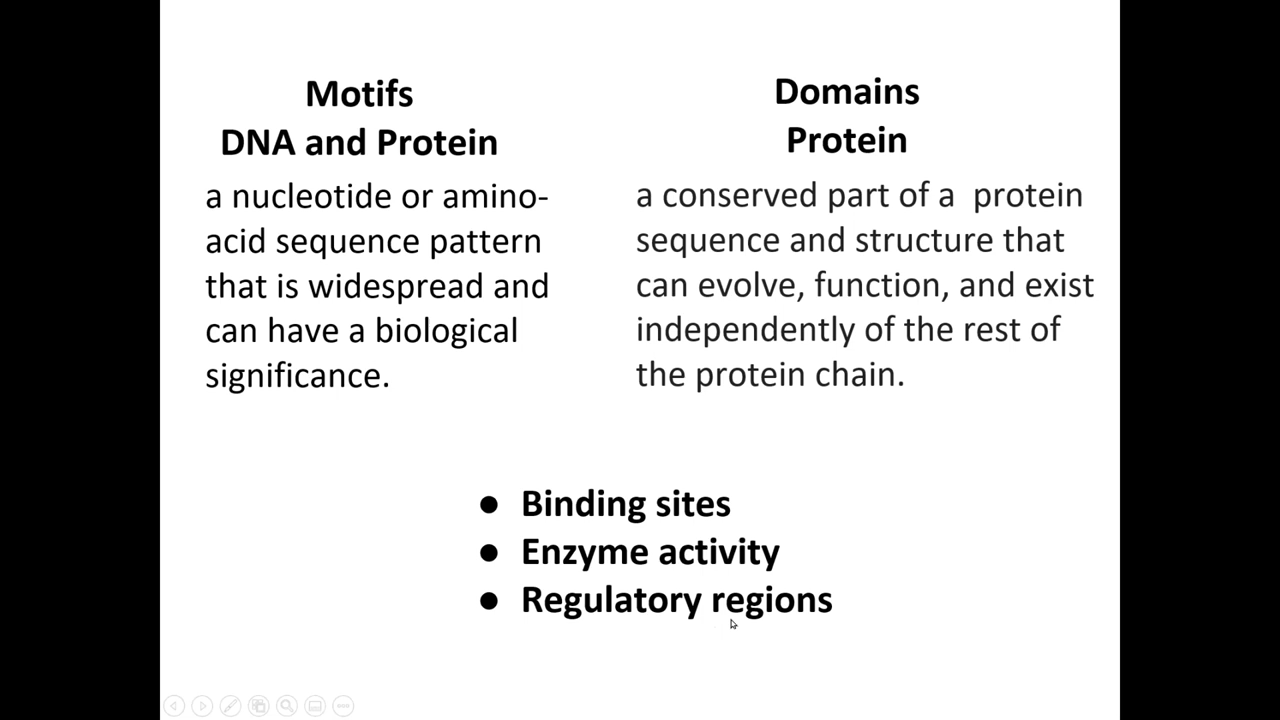 Motifs
DNA and Protein
a nucleotide or amino-
acid sequence pattern
that is widespread and
can have a biological
significance.
Domains
Protein
a conserved part of a  protein
sequence and structure that
can evolve, function, and exist
independently of the rest of
the protein chain.
● Binding sites
● Enzyme activity
● Regulatory regions